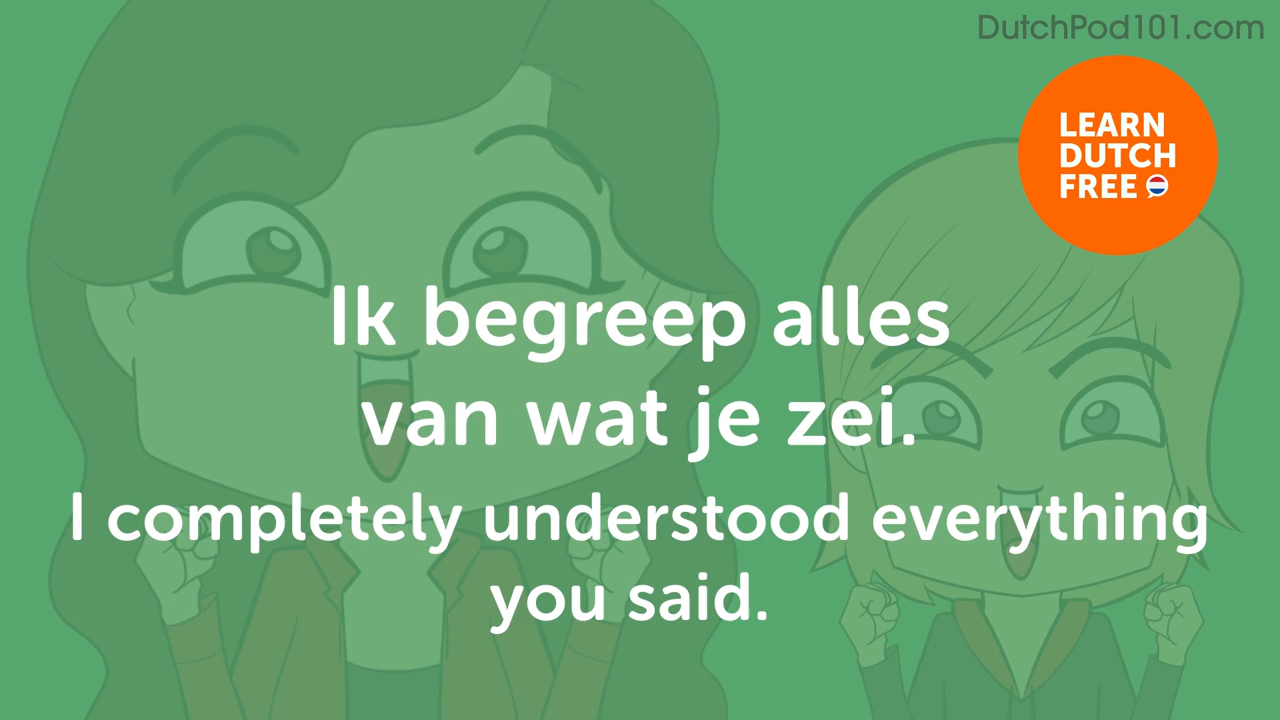 DutchPod101.com
LEARN
DUTCH
FREE
Ik begreep alles
van wat je zei.
I completely understood everything
you said.